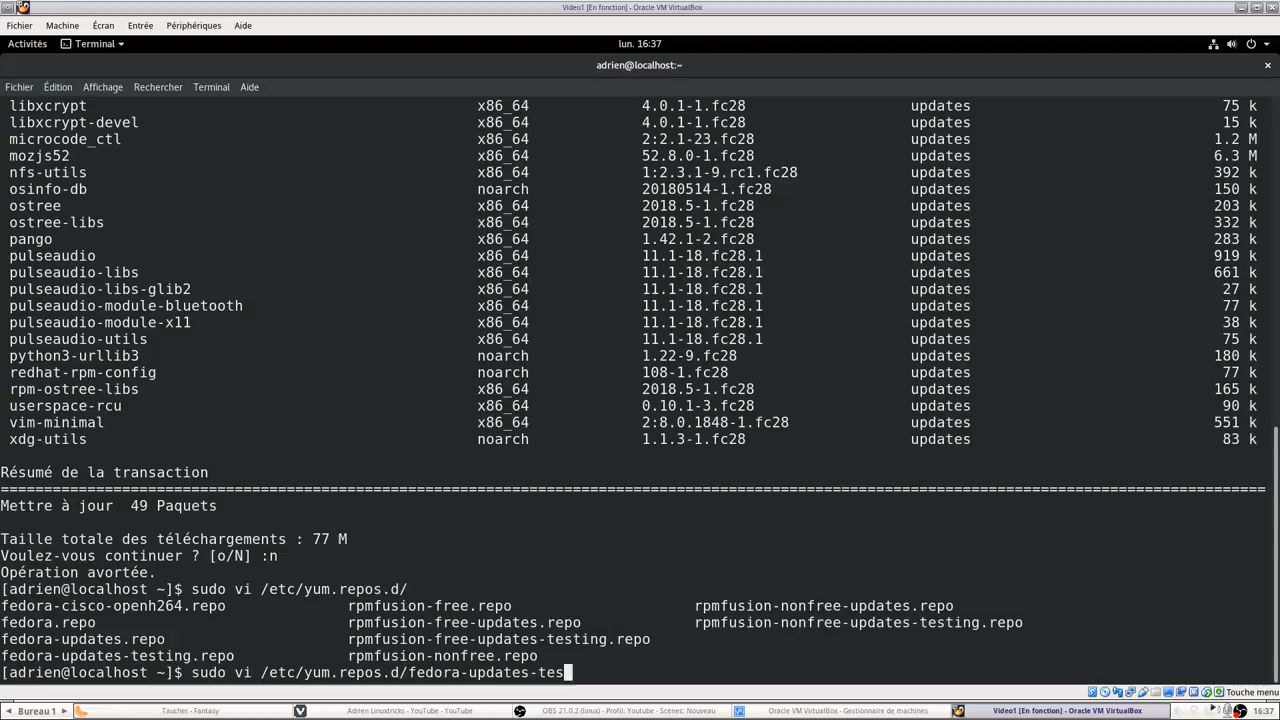 Video1 [En fonction] - Oracle VM VirtualBox
Fichier Machine Écran Entrée Périphériques Aide
Activités Terminal lun. 16:37
adrien@localhost:~
Fichier Édition Affichage Rechercher Terminal Aide
libxcrypt x86_64 4.0.1-1.fc28 updates 75 k
libxcrypt-devel x86_64 4.0.1-1.fc28 updates 15 k
microcode_ctl x86_64 2:2.1-23.fc28 updates 1.2 M
mozjs52 x86_64 52.8.0-1.fc28 updates 6.3 M
nfs-utils x86_64 1:2.3.1-9.rc1.fc28 updates 392 k
osinfo-db noarch 20180514-1.fc28 updates 150 k
ostree x86_64 2018.5-1.fc28 updates 203 k
ostree-libs x86_64 2018.5-1.fc28 updates 332 k
pango x86_64 1.42.1-2.fc28 updates 283 k
pulseaudio x86_64 11.1-18.fc28.1 updates 919 k
pulseaudio-libs x86_64 11.1-18.fc28.1 updates 661 k
pulseaudio-libs-glib2 x86_64 11.1-18.fc28.1 updates 27 k
pulseaudio-module-bluetooth x86_64 11.1-18.fc28.1 updates 77 k
pulseaudio-module-x11 x86_64 11.1-18.fc28.1 updates 38 k
pulseaudio-utils x86_64 11.1-18.fc28.1 updates 75 k
python3-urllib3 noarch 1.22-9.fc28 updates 180 k
redhat-rpm-config noarch 108-1.fc28 updates 77 k
rpm-ostree-libs x86_64 2018.5-1.fc28 updates 165 k
userspace-rcu x86_64 0.10.1-3.fc28 updates 90 k
vim-minimal x86_64 2:8.0.1848-1.fc28 updates 551 k
xdg-utils noarch 1.1.3-1.fc28 updates 83 k
Résumé de la transaction
================================================================================
Mettre à jour 49 Paquets
Taille totale des téléchargements : 77 M
Voulez-vous continuer ? [o/N] :n
Opération avortée.
[adrien@localhost ~]$ sudo vi /etc/yum.repos.d/
fedora-cisco-openh264.repo rpmfusion-free.repo rpmfusion-nonfree-updates.repo
fedora.repo rpmfusion-free-updates.repo rpmfusion-nonfree-updates-testing.repo
fedora-updates.repo rpmfusion-free-updates-testing.repo
fedora-updates-testing.repo rpmfusion-nonfree.repo
[adrien@localhost ~]$ sudo vi /etc/yum.repos.d/fedora-updates-tes
Touche menu
Bureau 1 Taucher - Fantasy Adrien Linuxtricks - YouTube - YouTube OBS 21.0.2 (linux) - Profil: Youtube - Scènes: Nouveau Oracle VM VirtualBox - Gestionnaire de machines Video1 [En fonction] - Oracle VM VirtualBox 16:37